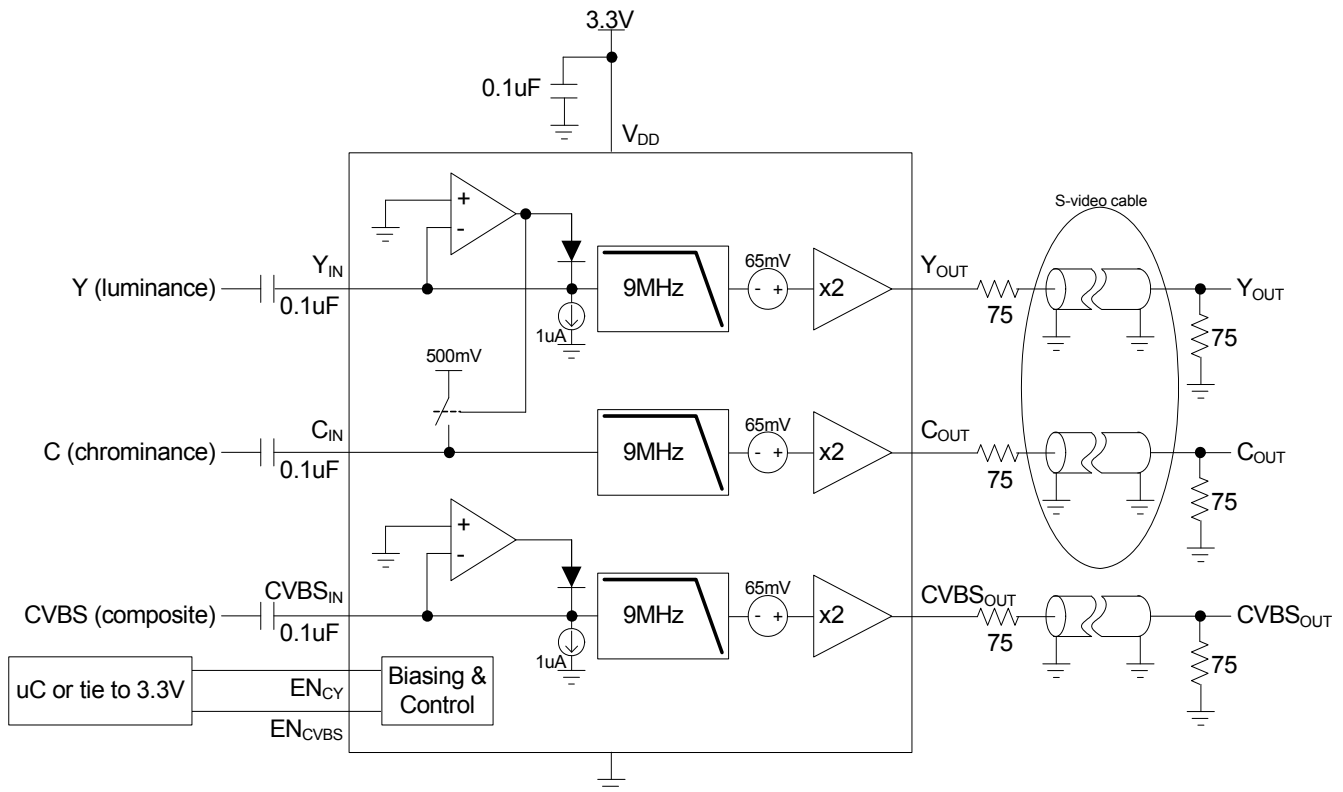 3.3V
0.1uF
VDD
S-video cable
+
-
YIN
Y (luminance)
0.1uF
1uA
9MHz
65mV
- +
x2
YOUT
75
YOUT
75
500mV
CIN
C (chrominance)
0.1uF
9MHz
65mV
- +
x2
COUT
75
COUT
75
+
-
CVBSIN
CVBS (composite)
0.1uF
1uA
9MHz
65mV
- +
x2
CVBSOUT
75
CVBSOUT
75
uC or tie to 3.3V
ENCY
ENCVBS
Biasing &
Control